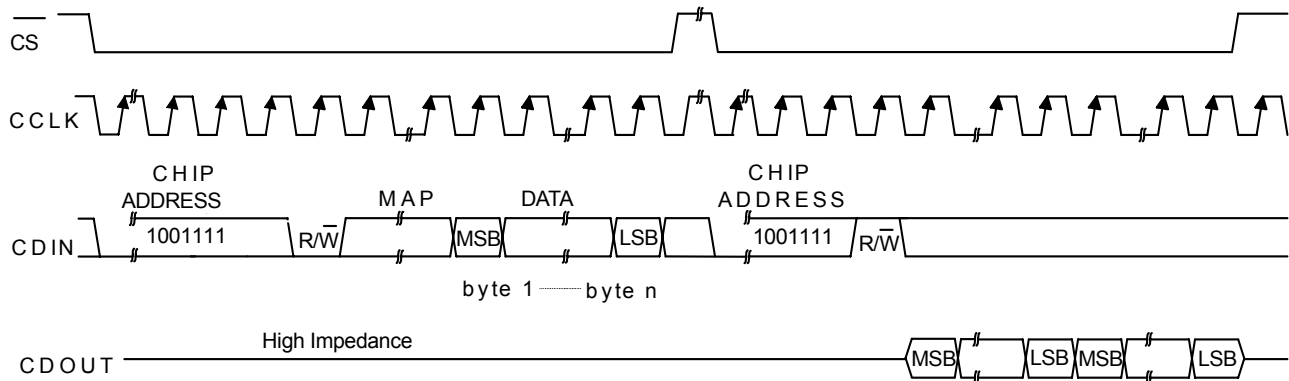 CS
CCLK
CHIP
ADDRESS
MAP
DATA
CHIP
ADDRESS
CDIN
1001111
R/W
MSB
LSB
1001111
R/W
byte 1
byte n
High Impedance
CDOUT
MSB
LSB
MSB
LSB